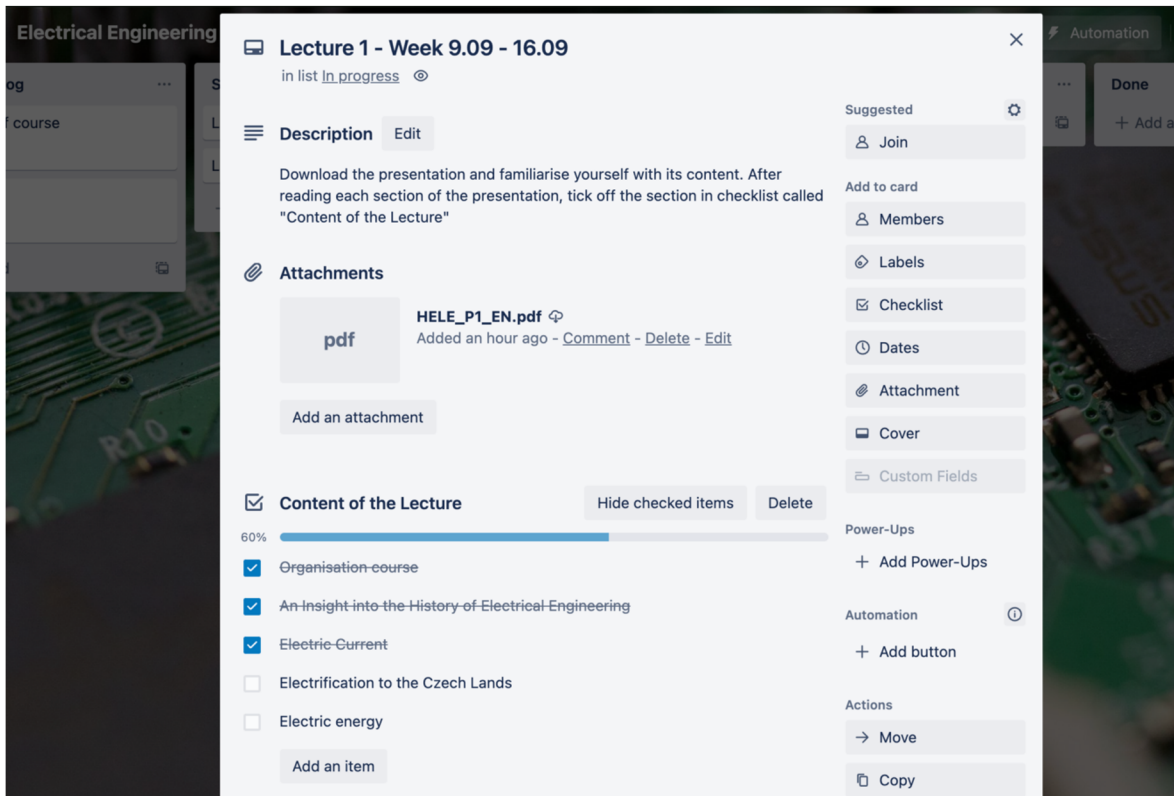 Electrical Engineering
Automation
Lecture 1 - Week 9.09 - 16.09
in list In progress
Description
Edit
Download the presentation and familiarise yourself with its content. After
reading each section of the presentation, tick off the section in checklist called
"Content of the Lecture"
Attachments
pdf
HELE_P1_EN.pdf
Added an hour ago - Comment - Delete - Edit
Add an attachment
Content of the Lecture
Hide checked items
Delete
60%
Organisation course
An Insight into the History of Electrical Engineering
Electric Current
Electrification to the Czech Lands
Electric energy
Add an item
Suggested
Join
Add to card
Members
Labels
Checklist
Dates
Attachment
Cover
Custom Fields
Power-Ups
+ Add Power-Ups
Automation
+ Add button
Actions
Move
Copy
og
course
S
L
L
Done
+ Add a
R10